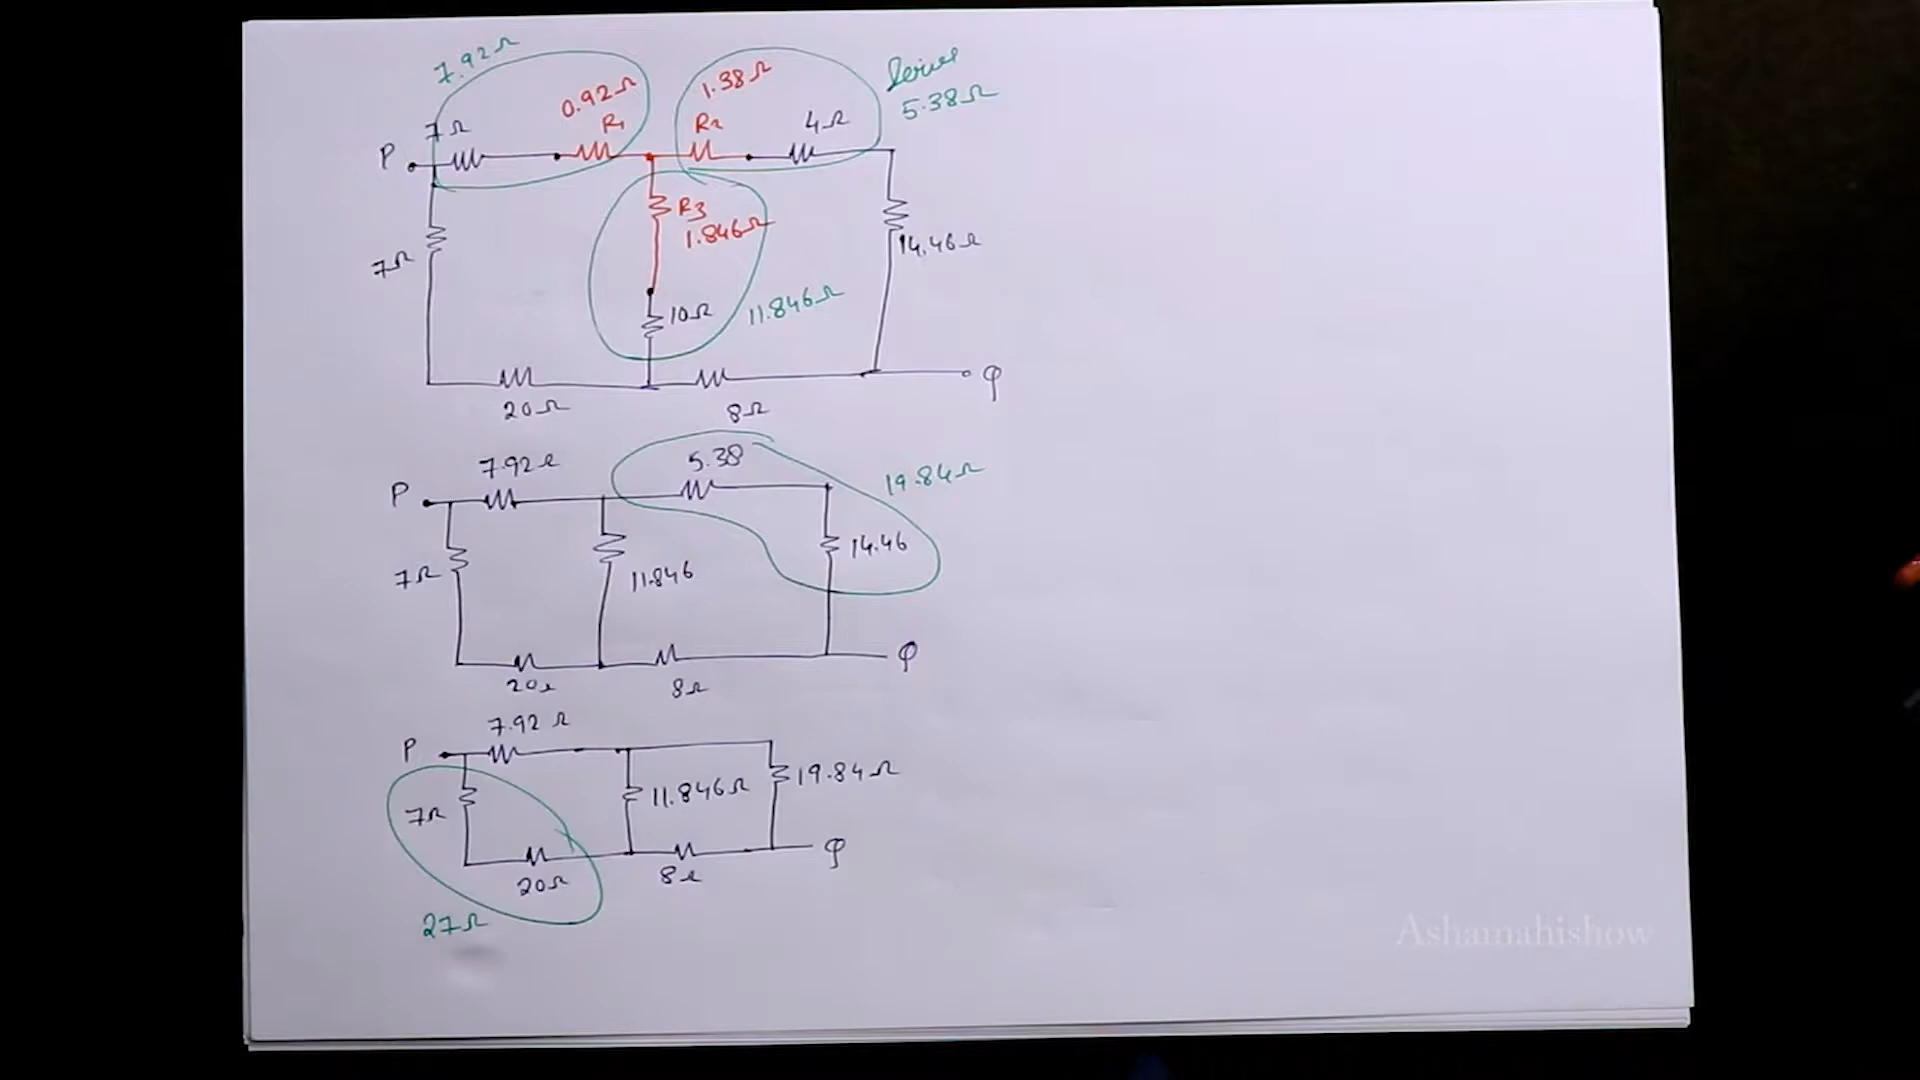 7.92Ω
0.92Ω
R1
1.38Ω
R2
Series
5.38Ω
P
7Ω
4Ω
R3
1.846Ω
7Ω
14.46Ω
10Ω
11.846Ω
20Ω
8Ω
φ
7.92Ω
5.38
19.84Ω
P
7Ω
11.846
14.46
20Ω
8Ω
φ
7.92Ω
P
7Ω
11.846Ω
19.84Ω
20Ω
8Ω
φ
27Ω
Ashamahishow